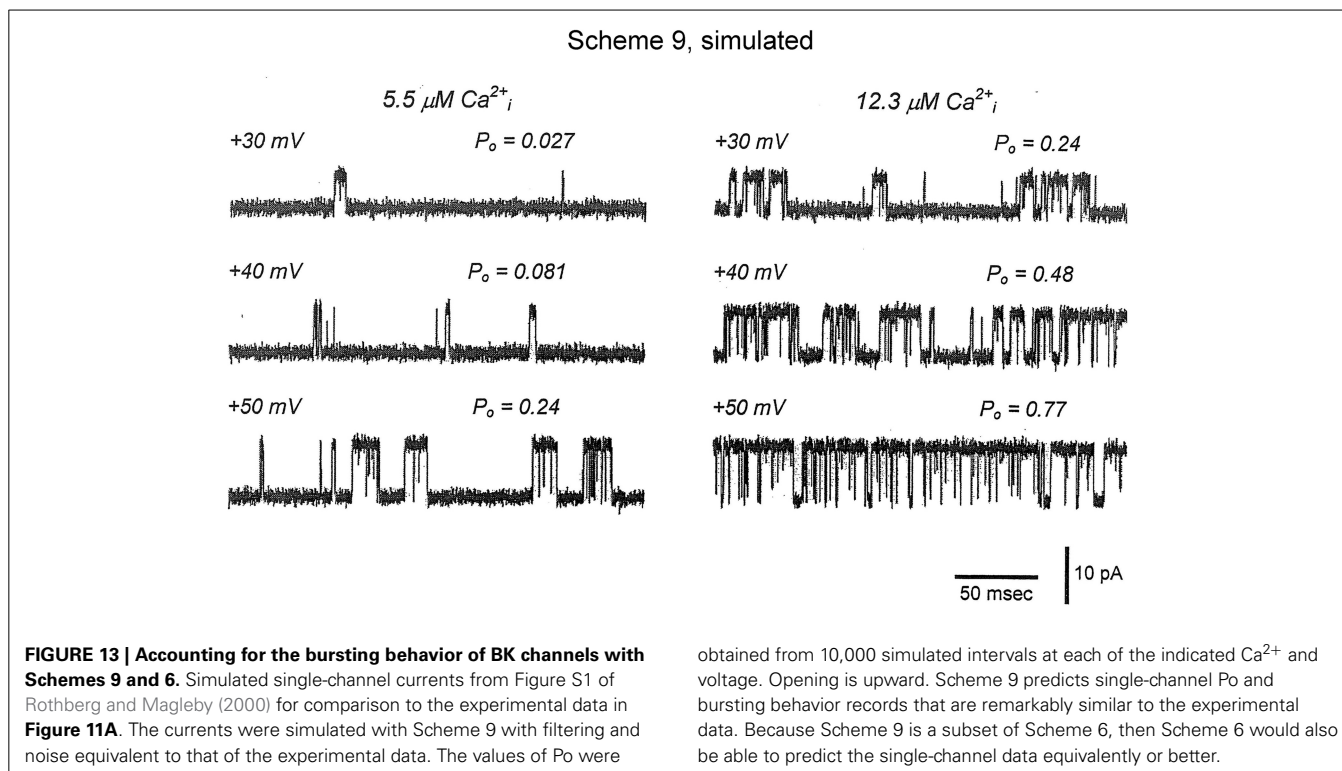 Scheme 9, simulated
5.5 µM Ca²⁺ᵢ
12.3 µM Ca²⁺ᵢ
+30 mV
Pₒ = 0.027
+30 mV
Pₒ = 0.24
+40 mV
Pₒ = 0.081
+40 mV
Pₒ = 0.48
+50 mV
Pₒ = 0.24
+50 mV
Pₒ = 0.77
50 msec
10 pA
FIGURE 13 | Accounting for the bursting behavior of BK channels with
Schemes 9 and 6. Simulated single-channel currents from Figure S1 of
Rothberg and Magleby (2000) for comparison to the experimental data in
Figure 11A. The currents were simulated with Scheme 9 with filtering and
noise equivalent to that of the experimental data. The values of Po were
obtained from 10,000 simulated intervals at each of the indicated Ca²⁺ and
voltage. Opening is upward. Scheme 9 predicts single-channel Po and
bursting behavior records that are remarkably similar to the experimental
data. Because Scheme 9 is a subset of Scheme 6, then Scheme 6 would also
be able to predict the single-channel data equivalently or better.